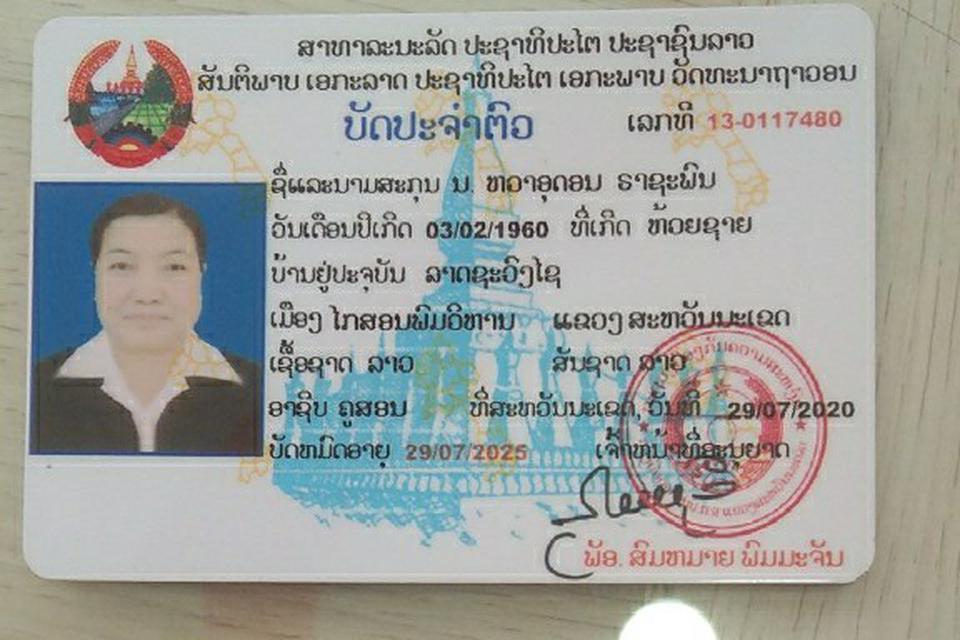 ສາທາລະນະລັດ ປະຊາທິປະໄຕ ປະຊາຊົນລາວ
ສັນຕິພາບ ເອກະລາດ ປະຊາທິປະໄຕ ເອກະພາບ ວັດທະນາຖາວອນ
ບັດປະຈຳຕົວ ເລກທີ 13-0117480
ຊື່ແລະນາມສະກຸນ ນ. ຫວາອຸດອນ ຣາຊະພົນ
ວັນເດືອນປີເກີດ 03/02/1960 ທີ່ເກີດ ຫ້ວຍຊາຍ
ບ້ານຢູ່ປະຈຸບັນ ລາດຊະວົງໄຊ
ເມືອງ ໄກສອນພົມວິຫານ ແຂວງ ສະຫວັນນະເຂດ
ເຊື້ອຊາດ ລາວ ສັນຊາດ ລາວ
ອາຊິບ ຄູສອນ ທີ່ສະຫວັນນະເຂດ, ວັນທີ 29/07/2020
ບັດຫມົດອາຍຸ 29/07/2025 ເຈົ້າຫນ້າທີ່ອະນຸຍາດ
ພັອ. ສົມຫມາຍ ພົມມະຈັນ